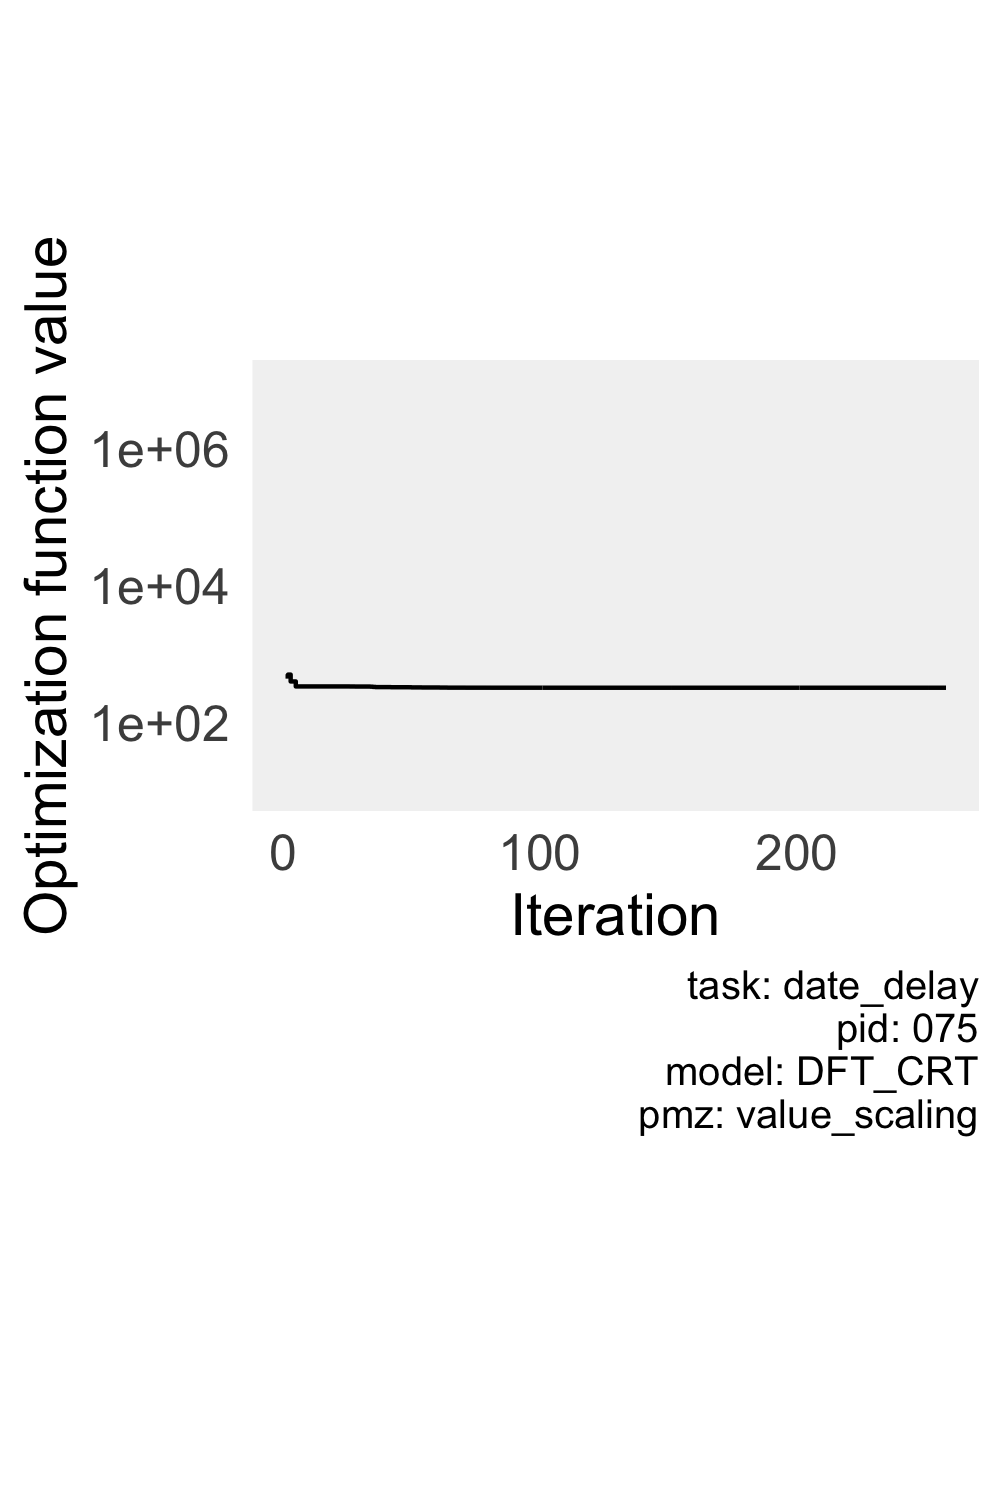 Optimization function value
1e+06
1e+04
1e+02
0 100 200
Iteration
task: date_delay
pid: 075
model: DFT_CRT
pmz: value_scaling